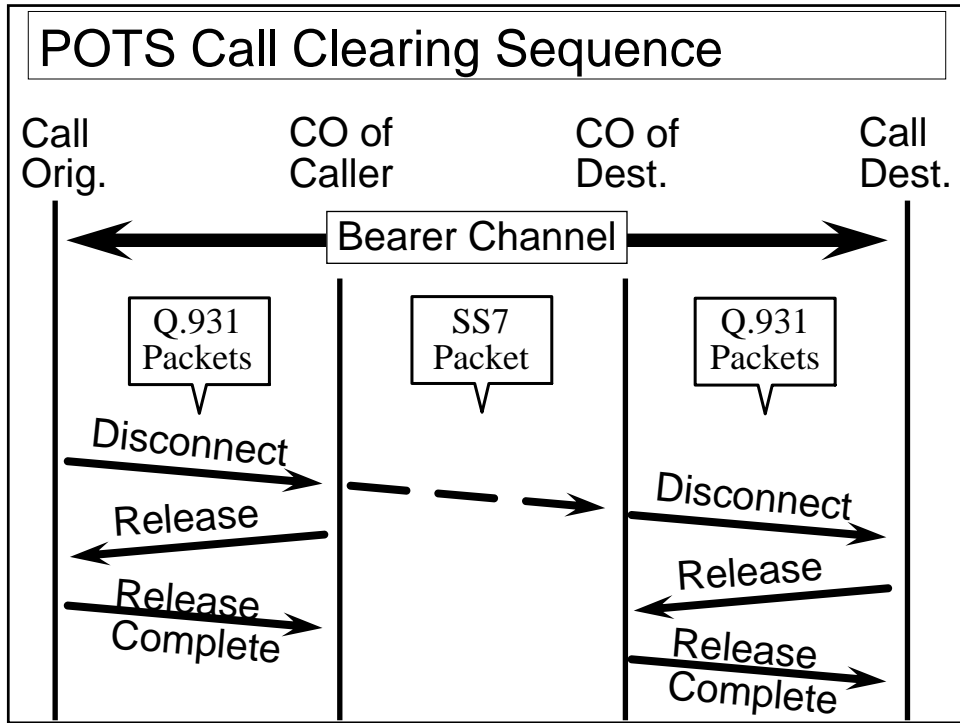 POTS Call Clearing Sequence
Call
Orig.
CO of
Caller
CO of
Dest.
Call
Dest.
Bearer Channel
Q.931
Packets
SS7
Packet
Q.931
Packets
Disconnect
Release
Release
Complete
Disconnect
Release
Release
Complete